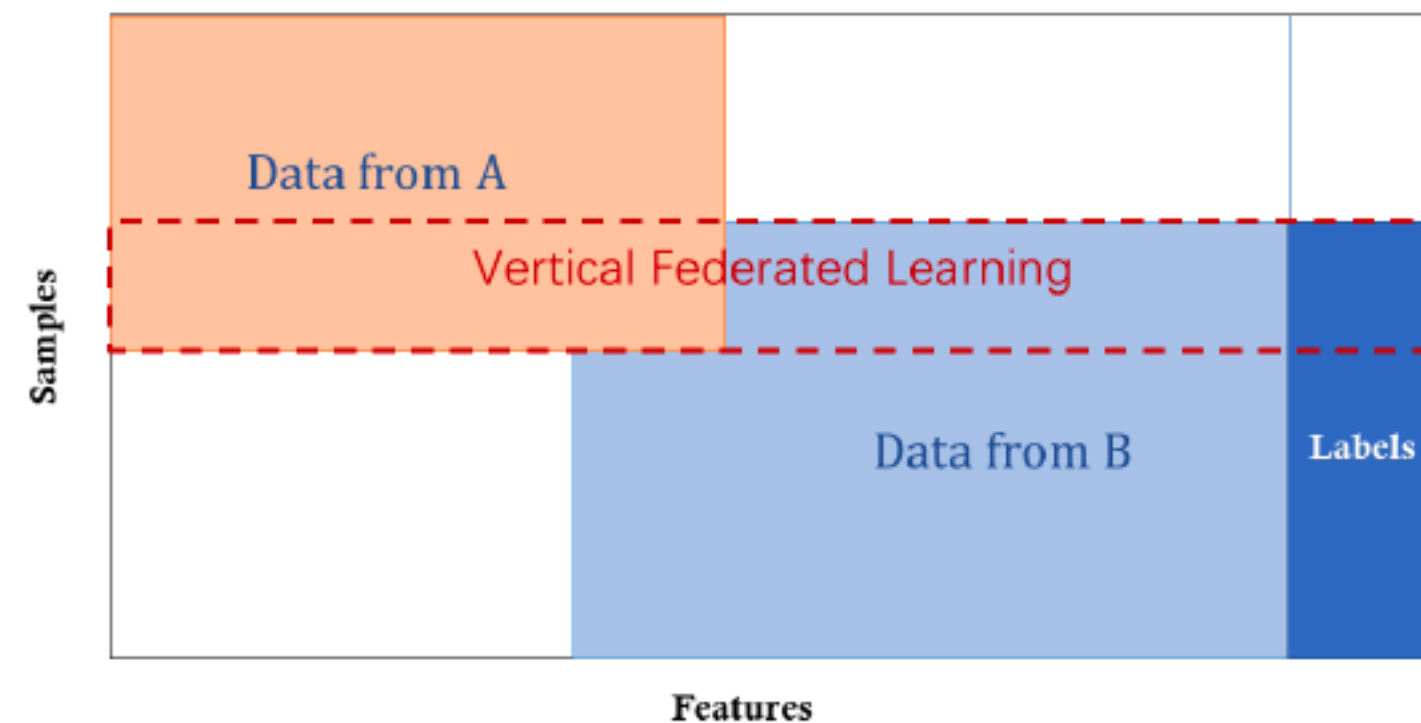 Data from A
Vertical Federated Learning
Samples
Data from B
Labels
Features